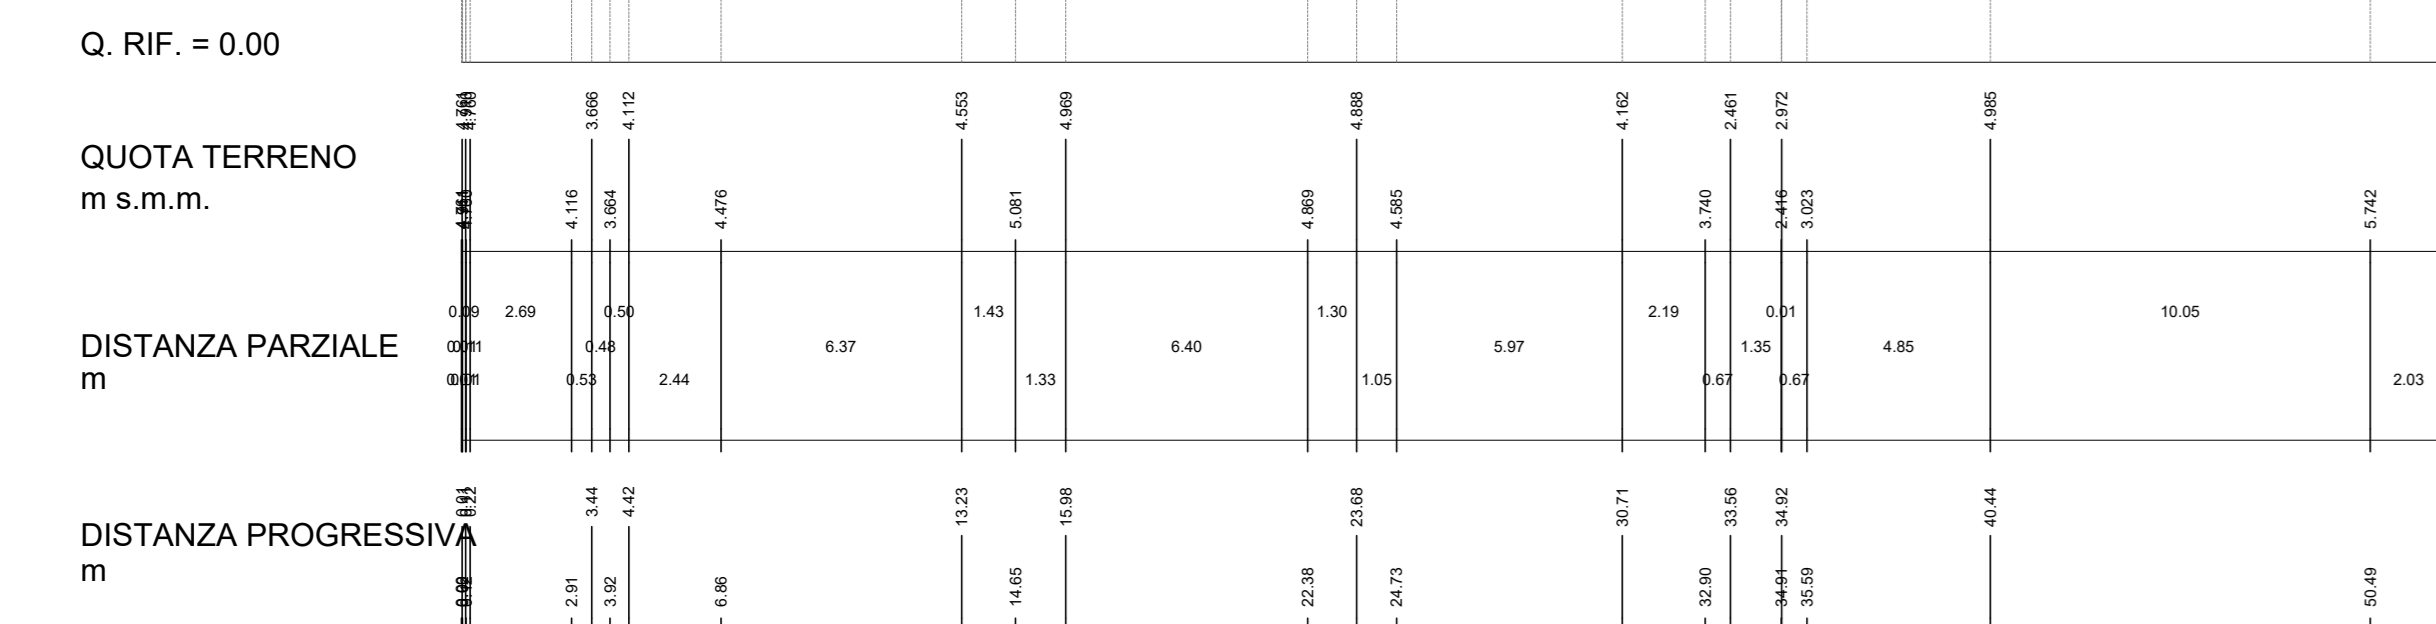 Q. RIF. = 0.00
3.666 4.112 4.553 4.969 4.888 4.162 2.461 2.972 4.985
QUOTA TERRENO
m s.m.m.
4.116 3.664 4.476 5.081 4.869 4.585 3.740 2.416 3.023 5.742
0.09 2.69 0.50 1.43 1.30 2.19 0.01 10.05
DISTANZA PARZIALE
0.48 6.37 6.40 5.97 1.35 4.85
m
0.53 2.44 1.33 1.05 0.67 0.67 2.03
3.44 4.42 13.23 15.98 23.68 30.71 33.56 34.92 40.44
DISTANZA PROGRESSIVA
m
2.91 3.92 6.86 14.65 22.38 24.73 32.90 34.91 35.59 50.49